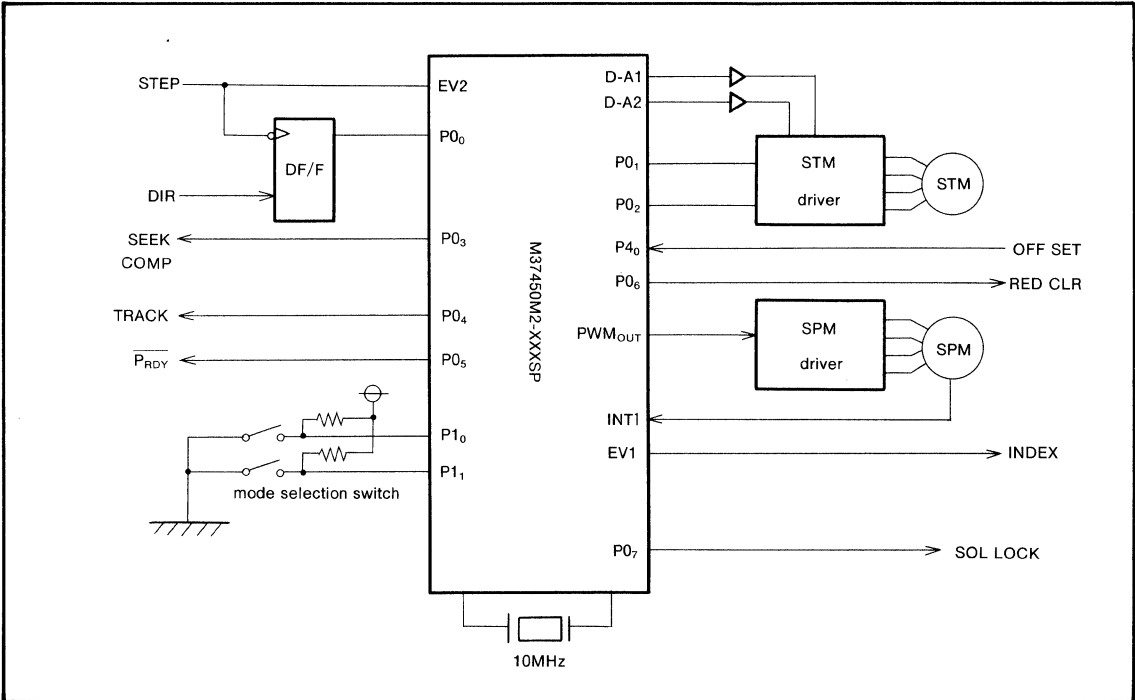 STEP
EV2
DF/F
P0₀
DIR
SEEK
COMP
P0₃
TRACK
P0₄
P̅R̅D̅Y̅
P0₅
P1₀
P1₁
mode selection switch
M37450M2-XXXSP
10MHz
D-A1
D-A2
P0₁
P0₂
STM
driver
STM
P4₀
OFF SET
P0₆
RED CLR
PWMOUT
SPM
driver
SPM
INT1
EV1
INDEX
P0₇
SOL LOCK